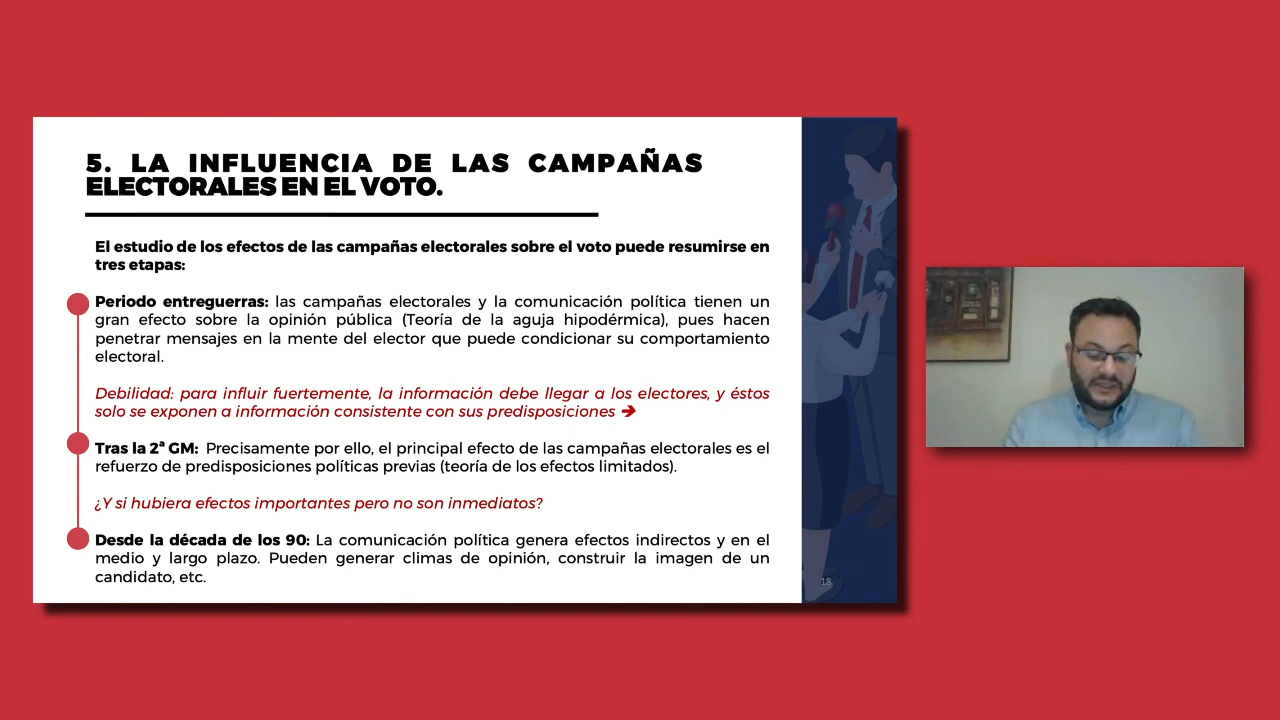 5. LA INFLUENCIA DE LAS CAMPAÑAS
ELECTORALES EN EL VOTO.
El estudio de los efectos de las campañas electorales sobre el voto puede resumirse en
tres etapas:
Periodo entreguerras: las campañas electorales y la comunicación política tienen un
gran efecto sobre la opinión pública (Teoría de la aguja hipodérmica), pues hacen
penetrar mensajes en la mente del elector que puede condicionar su comportamiento
electoral.
Debilidad: para influir fuertemente, la información debe llegar a los electores, y éstos
solo se exponen a información consistente con sus predisposiciones ➔
Tras la 2ª GM: Precisamente por ello, el principal efecto de las campañas electorales es el
refuerzo de predisposiciones políticas previas (teoría de los efectos limitados).
¿Y si hubiera efectos importantes pero no son inmediatos?
Desde la década de los 90: La comunicación política genera efectos indirectos y en el
medio y largo plazo. Pueden generar climas de opinión, construir la imagen de un
candidato, etc.
18